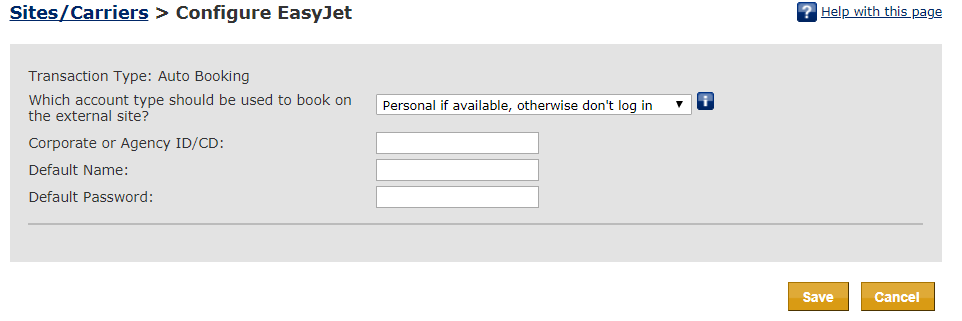 Sites/Carriers > Configure EasyJet
? Help with this page
Transaction Type: Auto Booking
Which account type should be used to book on
the external site?
Personal if available, otherwise don't log in ▼ i
Corporate or Agency ID/CD:
Default Name:
Default Password:
Save Cancel